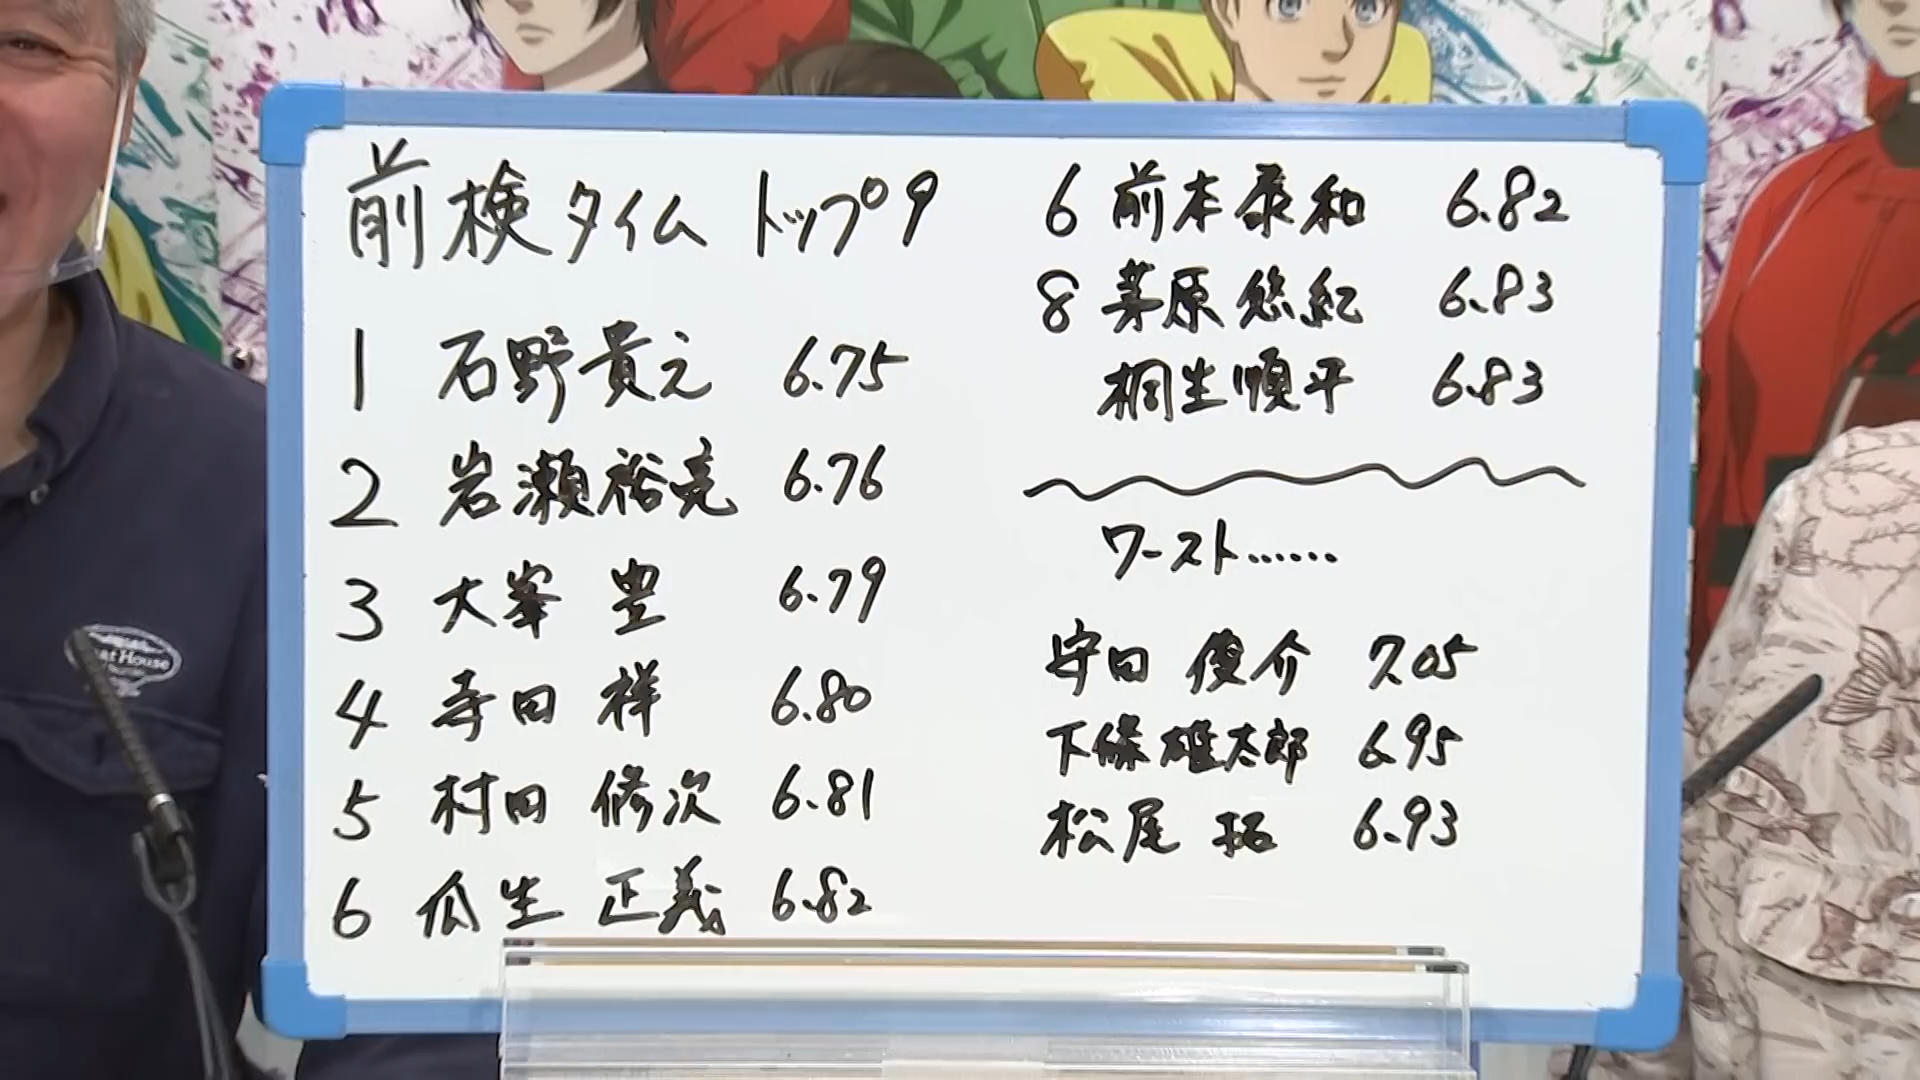 前検タイム トップ9
1 石野貴之 6.75
2 岩瀬裕亮 6.76
3 大峯 豊 6.79
4 寺田 祥 6.80
5 村田 修次 6.81
6 瓜生 正義 6.82
6 前本泰和 6.82
8 茅原悠紀 6.83
桐生順平 6.83
ワースト……
守田 俊介 7.05
下條雄太郎 6.95
松尾 拓 6.93
at House